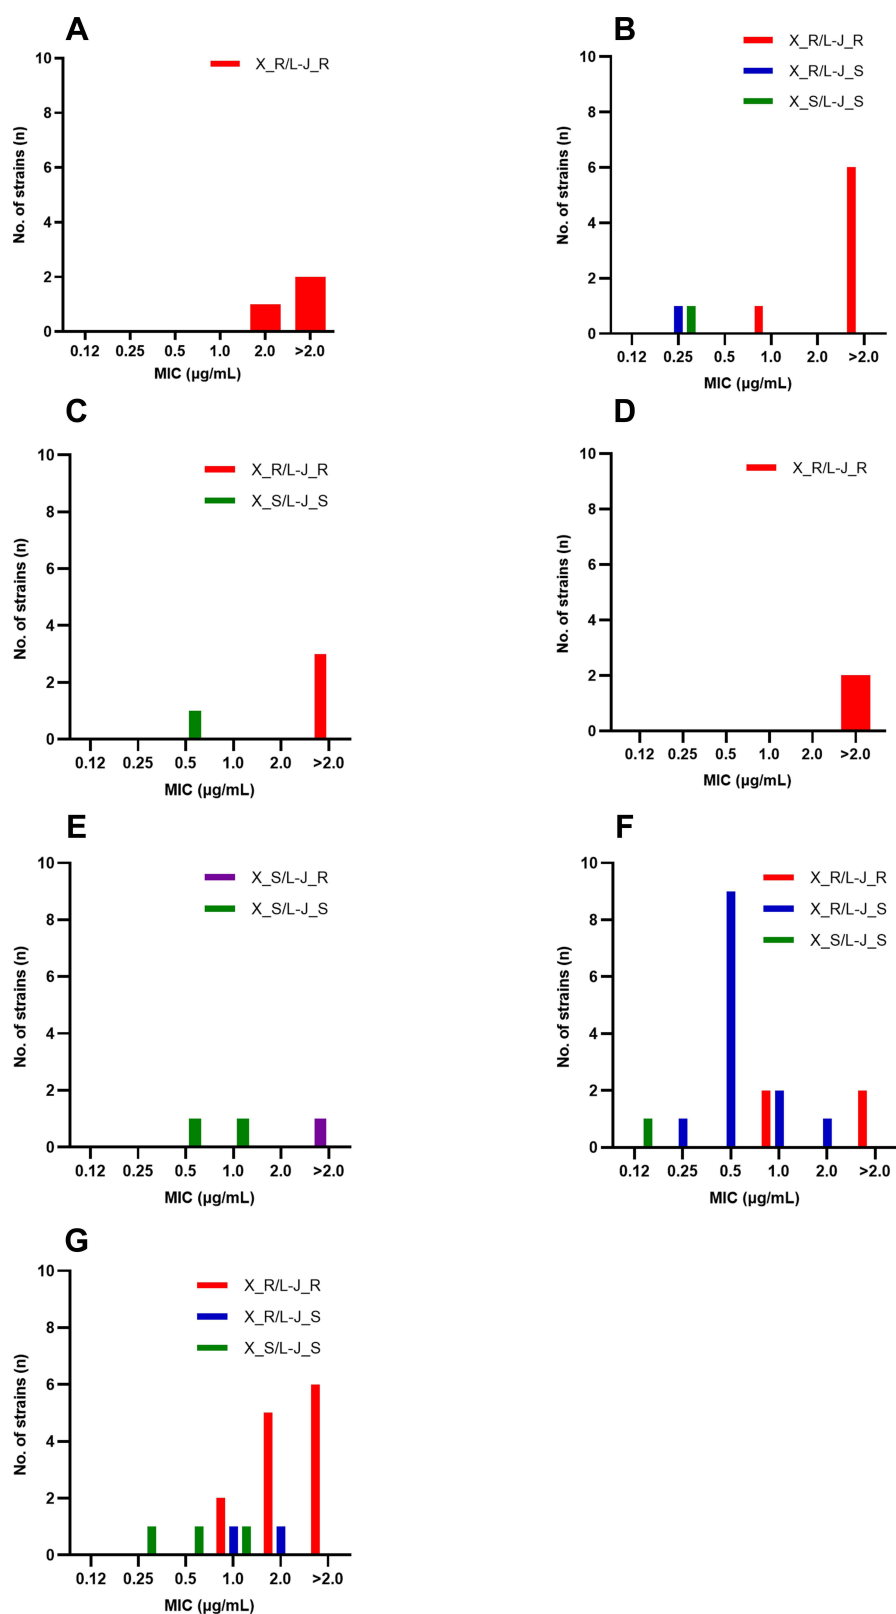 A
X_R/L-J_R
No. of strains (n)
10
8
6
4
2
0
0.12 0.25 0.5 1.0 2.0 >2.0
MIC (µg/mL)
B
X_R/L-J_R
X_R/L-J_S
X_S/L-J_S
No. of strains (n)
10
8
6
4
2
0
0.12 0.25 0.5 1.0 2.0 >2.0
MIC (µg/mL)
C
X_R/L-J_R
X_S/L-J_S
No. of strains (n)
10
8
6
4
2
0
0.12 0.25 0.5 1.0 2.0 >2.0
MIC (µg/mL)
D
X_R/L-J_R
No. of strains (n)
10
8
6
4
2
0
0.12 0.25 0.5 1.0 2.0 >2.0
MIC (µg/mL)
E
X_S/L-J_R
X_S/L-J_S
No. of strains (n)
10
8
6
4
2
0
0.12 0.25 0.5 1.0 2.0 >2.0
MIC (µg/mL)
F
X_R/L-J_R
X_R/L-J_S
X_S/L-J_S
No. of strains (n)
10
8
6
4
2
0
0.12 0.25 0.5 1.0 2.0 >2.0
MIC (µg/mL)
G
X_R/L-J_R
X_R/L-J_S
X_S/L-J_S
No. of strains (n)
10
8
6
4
2
0
0.12 0.25 0.5 1.0 2.0 >2.0
MIC (µg/mL)